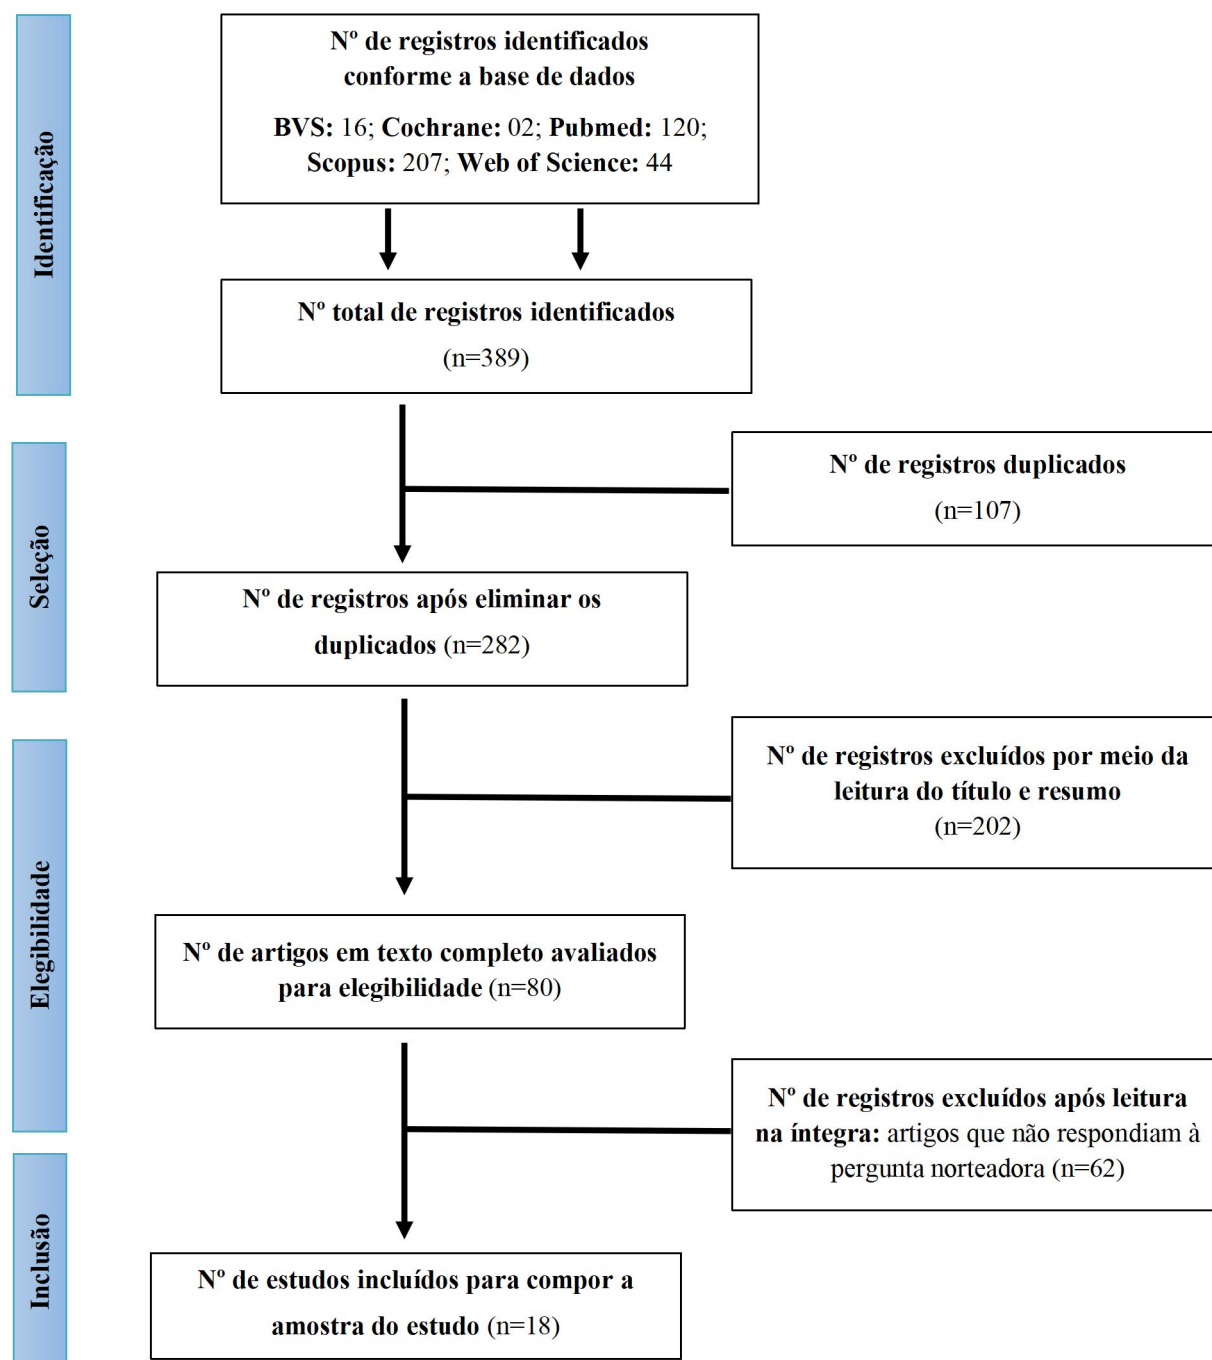 Identificação
Nº de registros identificados
conforme a base de dados
BVS: 16; Cochrane: 02; Pubmed: 120;
Scopus: 207; Web of Science: 44
Nº total de registros identificados
(n=389)
Seleção
Nº de registros duplicados
(n=107)
Nº de registros após eliminar os
duplicados (n=282)
Elegibilidade
Nº de registros excluídos por meio da
leitura do título e resumo
(n=202)
Nº de artigos em texto completo avaliados
para elegibilidade (n=80)
Nº de registros excluídos após leitura
na íntegra: artigos que não respondiam à
pergunta norteadora (n=62)
Inclusão
Nº de estudos incluídos para compor a
amostra do estudo (n=18)